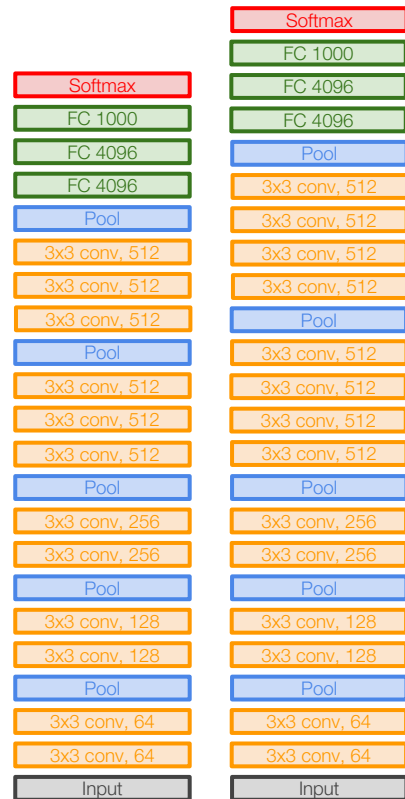 Softmax
FC 1000
FC 4096
FC 4096
Pool
3x3 conv, 512
3x3 conv, 512
3x3 conv, 512
Pool
3x3 conv, 512
3x3 conv, 512
3x3 conv, 512
Pool
3x3 conv, 256
3x3 conv, 256
Pool
3x3 conv, 128
3x3 conv, 128
Pool
3x3 conv, 64
3x3 conv, 64
Input
Softmax
FC 1000
FC 4096
FC 4096
Pool
3x3 conv, 512
3x3 conv, 512
3x3 conv, 512
3x3 conv, 512
Pool
3x3 conv, 512
3x3 conv, 512
3x3 conv, 512
3x3 conv, 512
Pool
3x3 conv, 256
3x3 conv, 256
Pool
3x3 conv, 128
3x3 conv, 128
Pool
3x3 conv, 64
3x3 conv, 64
Input